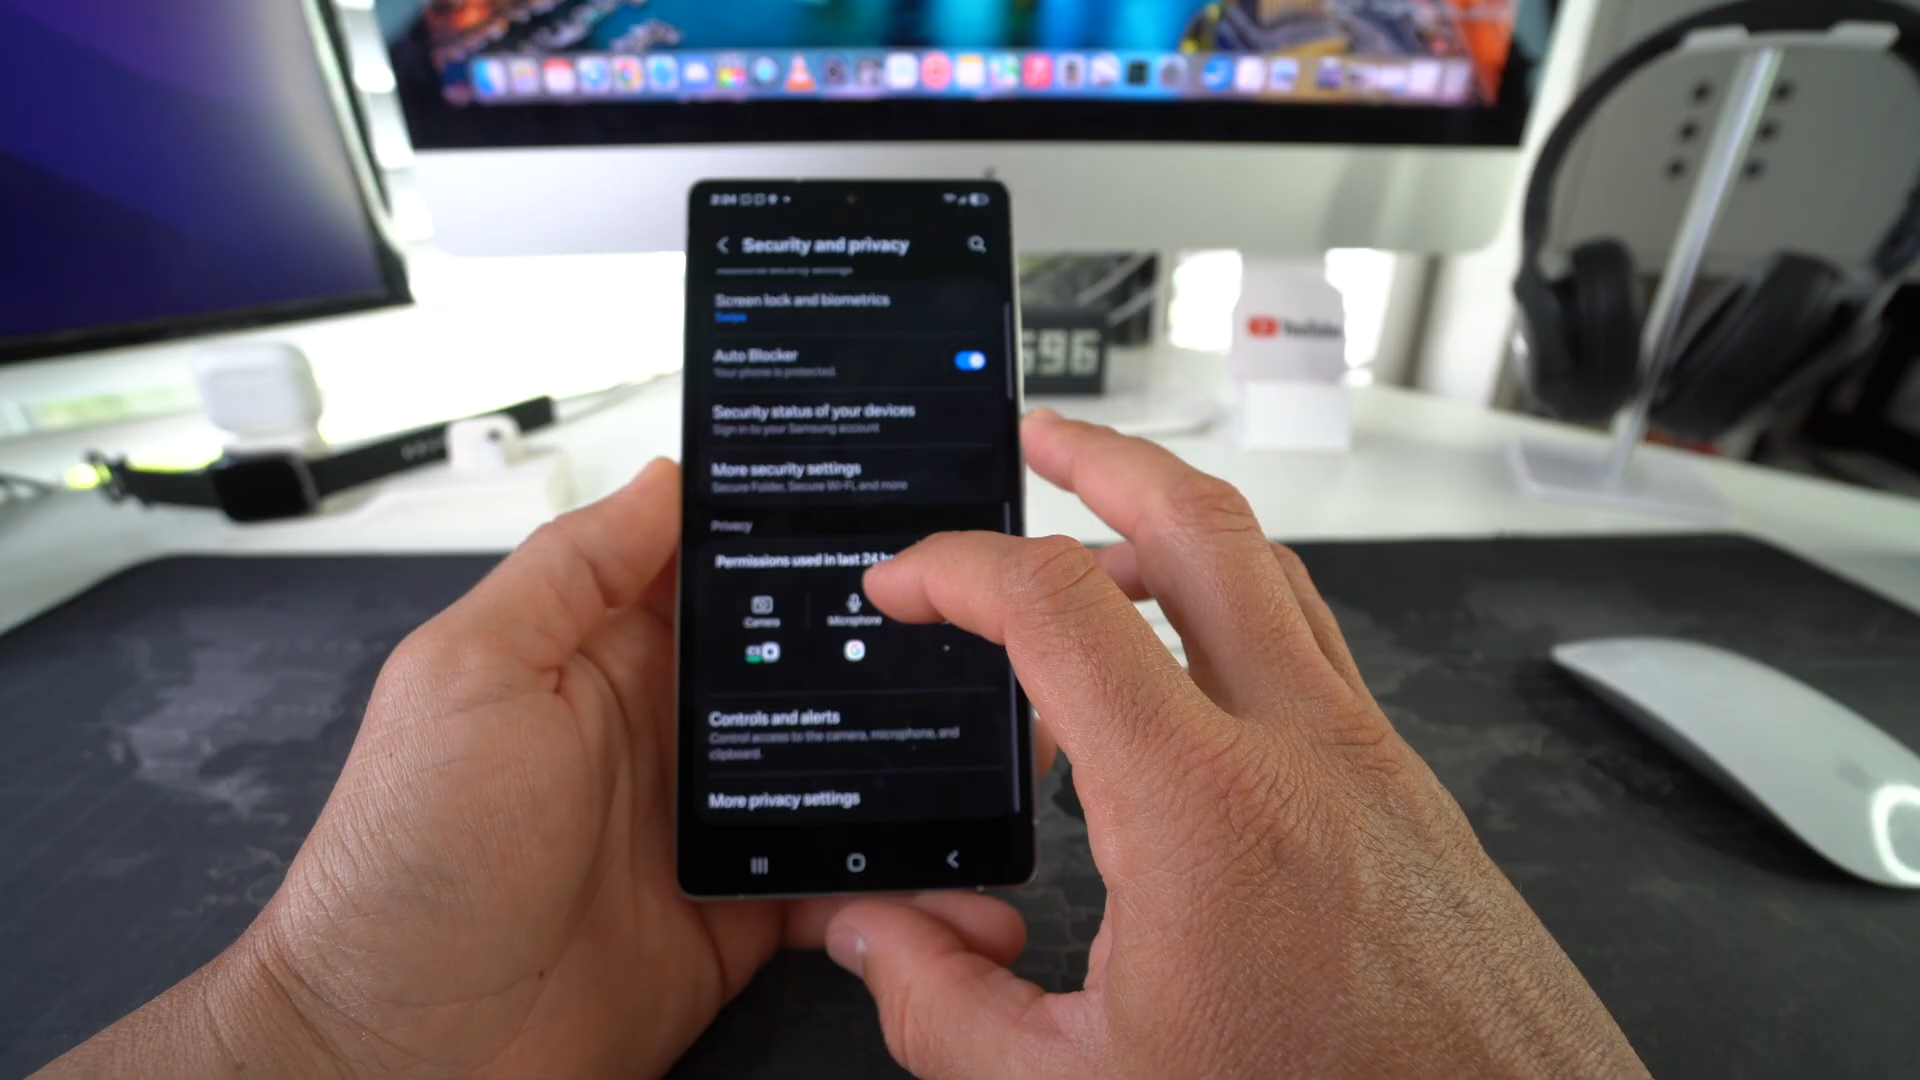 Security and privacy
Screen lock and biometrics
Swipe
Auto Blocker
Your phone is protected.
Security status of your devices
Sign in to your Samsung account
More security settings
Secure Folder, Secure Wi-Fi, and more
Privacy
Permissions used in last 24
Camera
Microphone
Controls and alerts
Control access to the camera, microphone, and
clipboard.
More privacy settings
596
YouTube